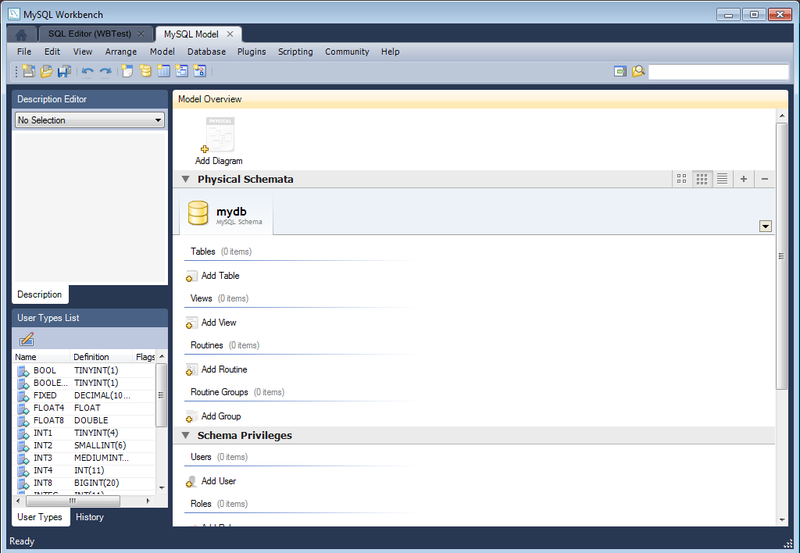 MySQL Workbench
SQL Editor (WBTest)
MySQL Model
File Edit View Arrange Model Database Plugins Scripting Community Help
Description Editor
No Selection
Description
User Types List
Name Definition Flags
BOOL TINYINT(1)
BOOLE... TINYINT(1)
FIXED DECIMAL(10...
FLOAT4 FLOAT
FLOAT8 DOUBLE
INT1 TINYINT(4)
INT2 SMALLINT(6)
INT3 MEDIUMINT...
INT4 INT(11)
INT8 BIGINT(20)
User Types History
Model Overview
PHYSICAL
Add Diagram
Physical Schemata
mydb
MySQL Schema
Tables (0 items)
Add Table
Views (0 items)
Add View
Routines (0 items)
Add Routine
Routine Groups (0 items)
Add Group
Schema Privileges
Users (0 items)
Add User
Roles (0 items)
Ready